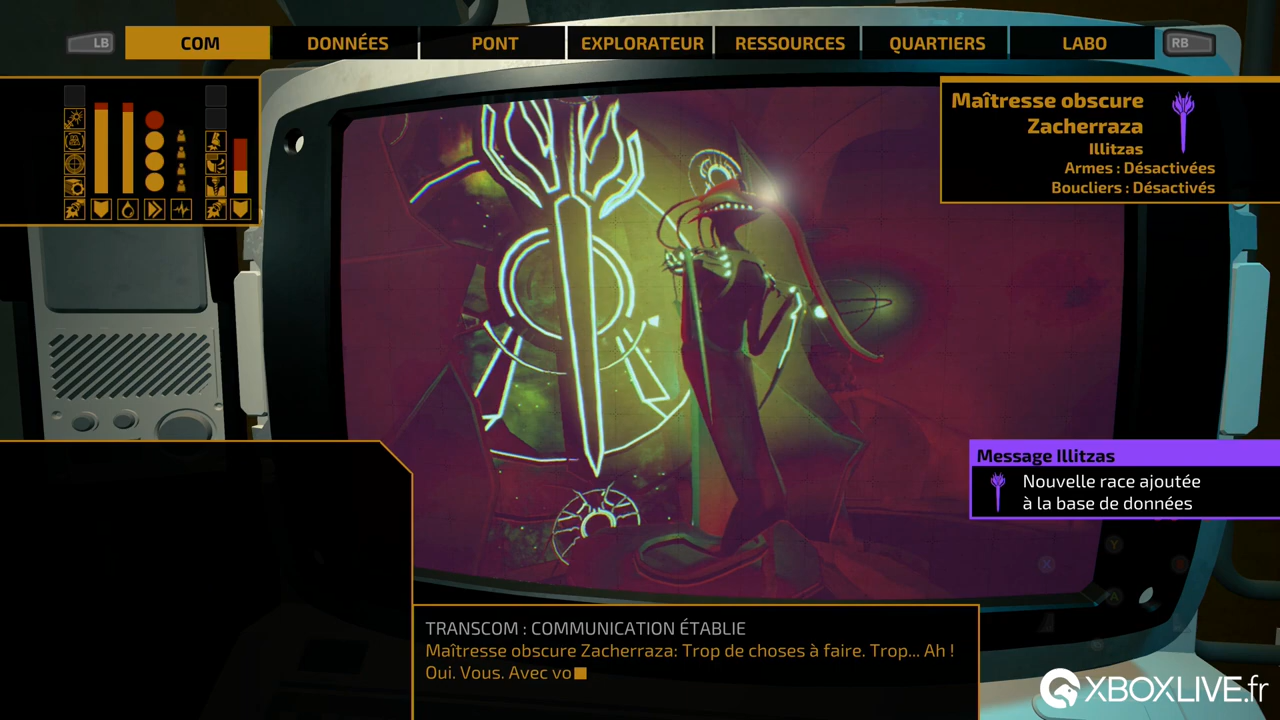 LB
COM
DONNÉES
PONT
EXPLORATEUR
RESSOURCES
QUARTIERS
LABO
RB
Maîtresse obscure
Zacherraza
Illitzas
Armes : Désactivées
Boucliers : Désactivés
Message Illitzas
Nouvelle race ajoutée
à la base de données
Y
X
A
TRANSCOM : COMMUNICATION ÉTABLIE
Maîtresse obscure Zacherraza: Trop de choses à faire. Trop... Ah !
Oui. Vous. Avec vo
XBOXLIVE.fr